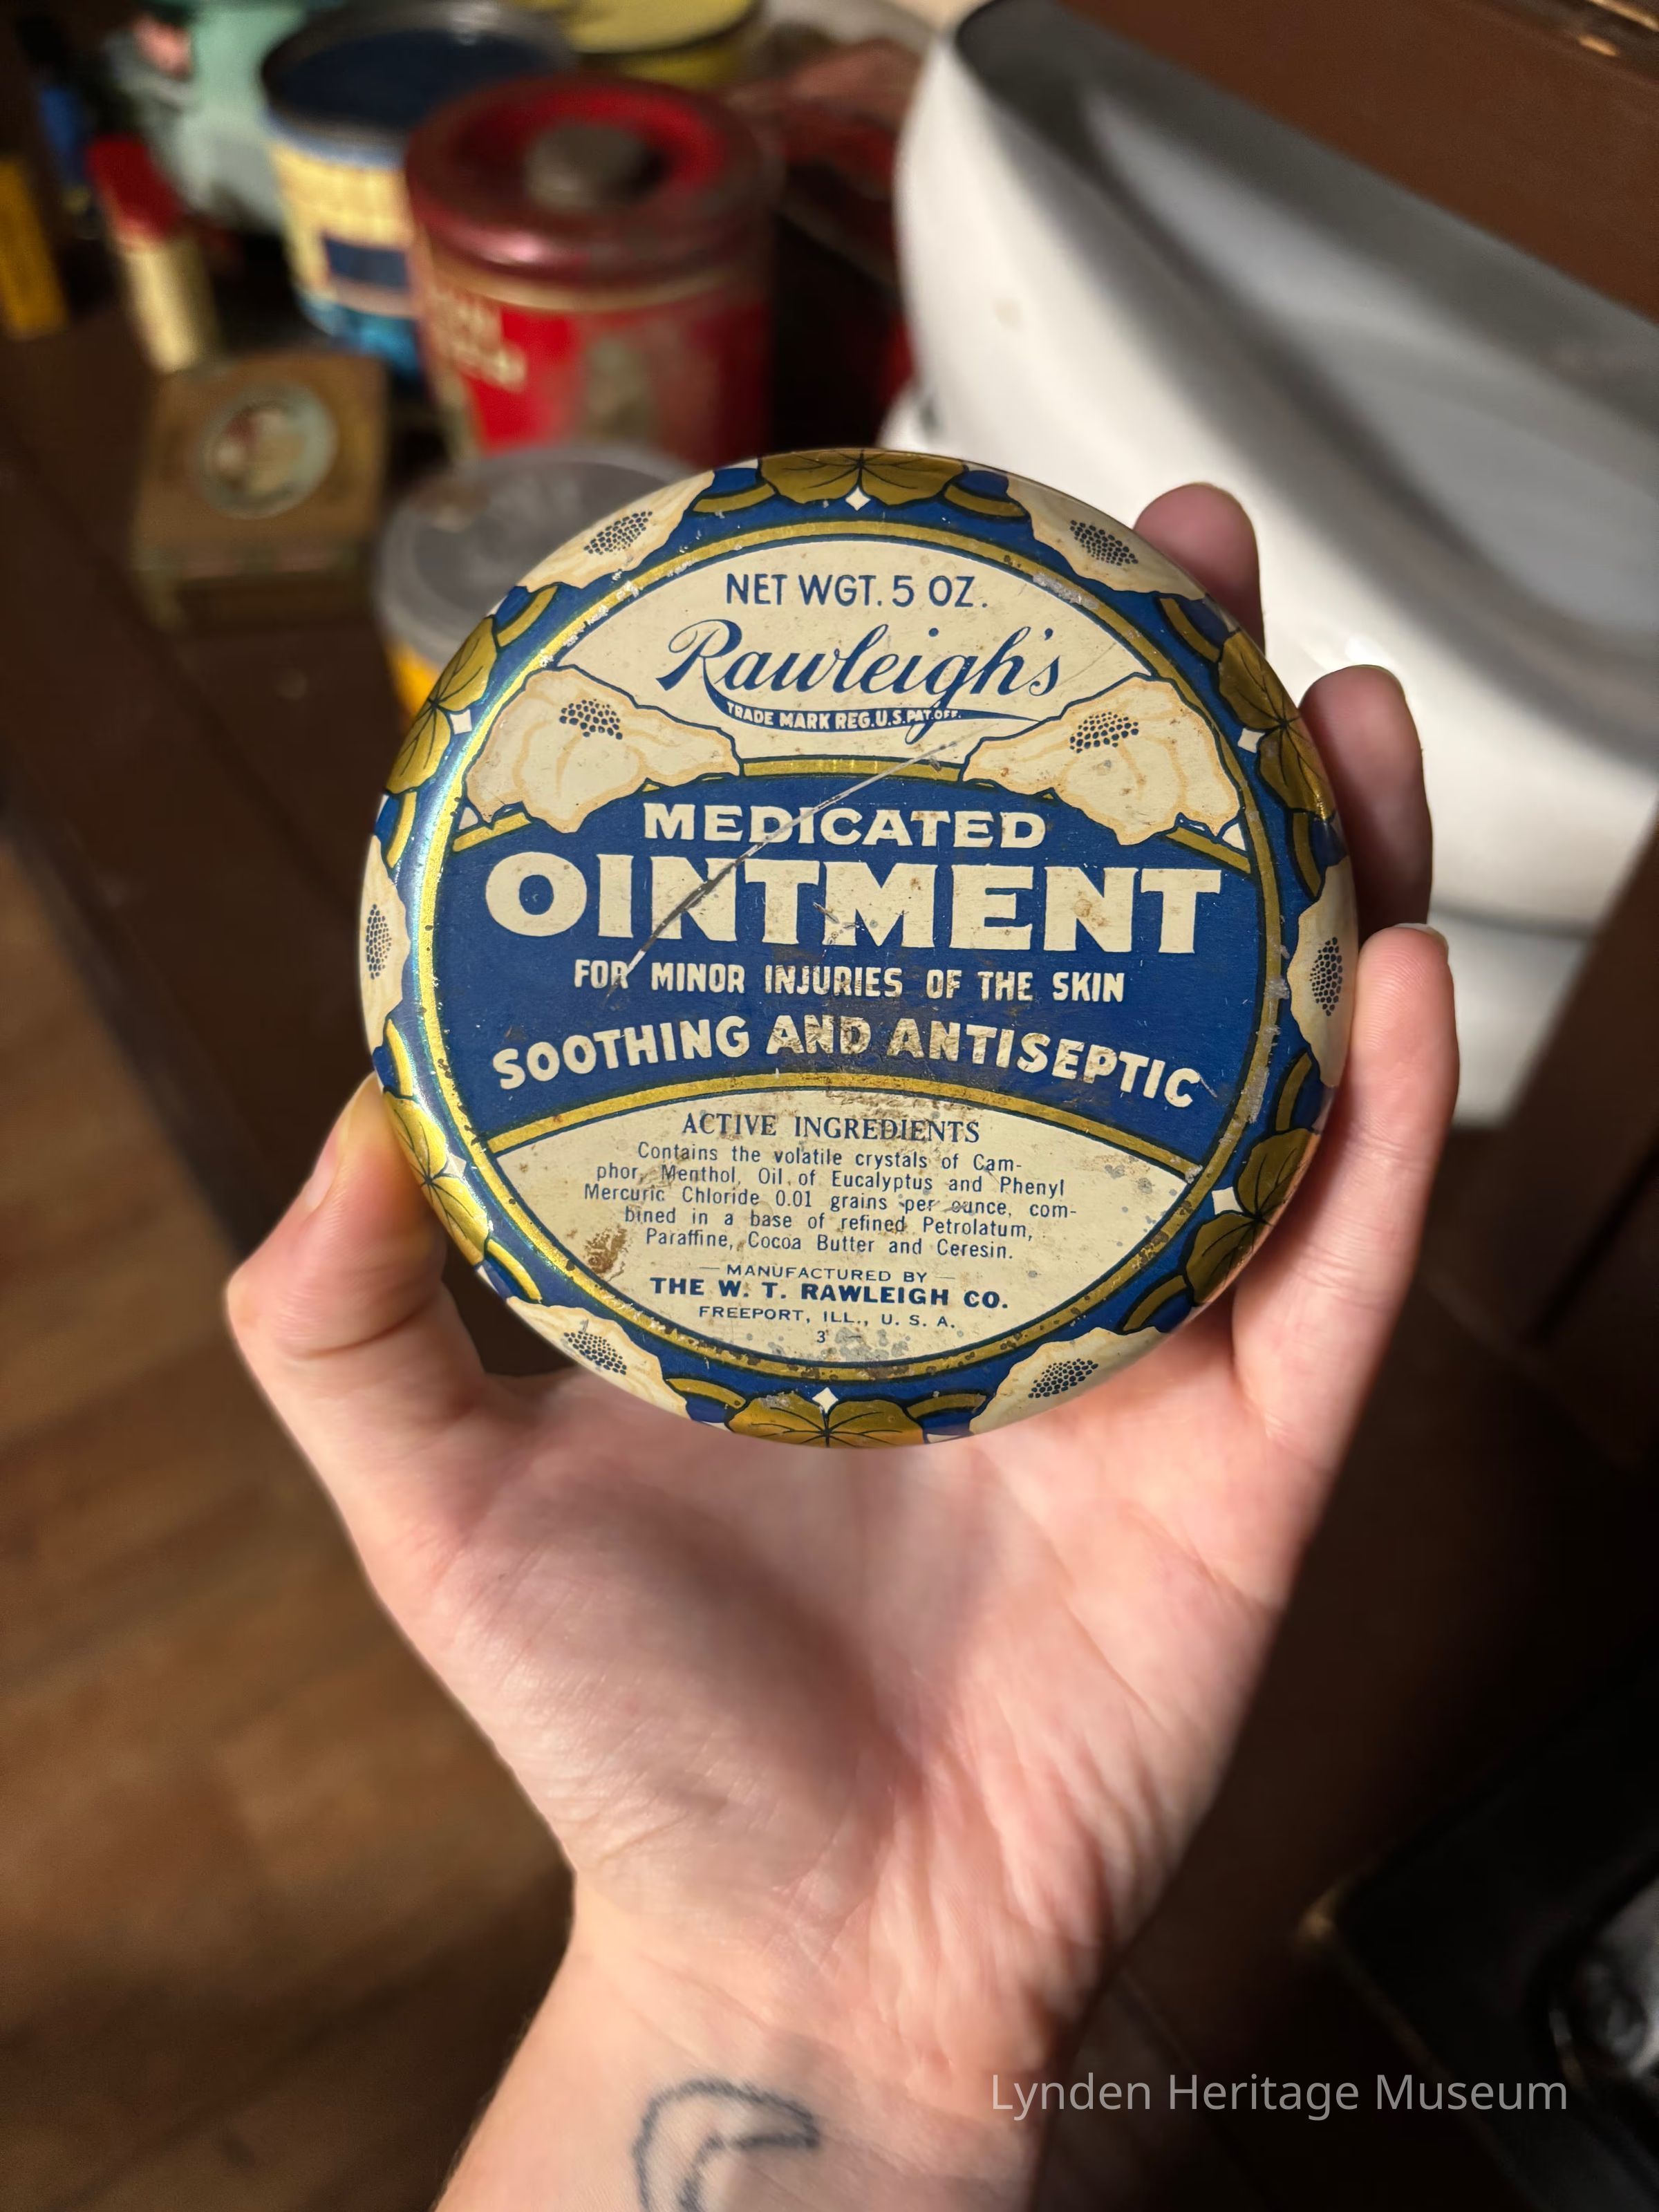 NET WGT. 5 OZ.
Rawleigh's
TRADE MARK REG.U.S.PAT.OFF.
MEDICATED
OINTMENT
FOR MINOR INJURIES OF THE SKIN
SOOTHING AND ANTISEPTIC
ACTIVE INGREDIENTS
Contains the volatile crystals of Cam-
phor, Menthol, Oil of Eucalyptus and Phenyl
Mercuric Chloride 0.01 grains per ounce, com-
bined in a base of refined Petrolatum,
Paraffine, Cocoa Butter and Ceresin.
— MANUFACTURED BY —
THE W. T. RAWLEIGH CO.
FREEPORT, ILL., U. S. A.
3
Lynden Heritage Museum